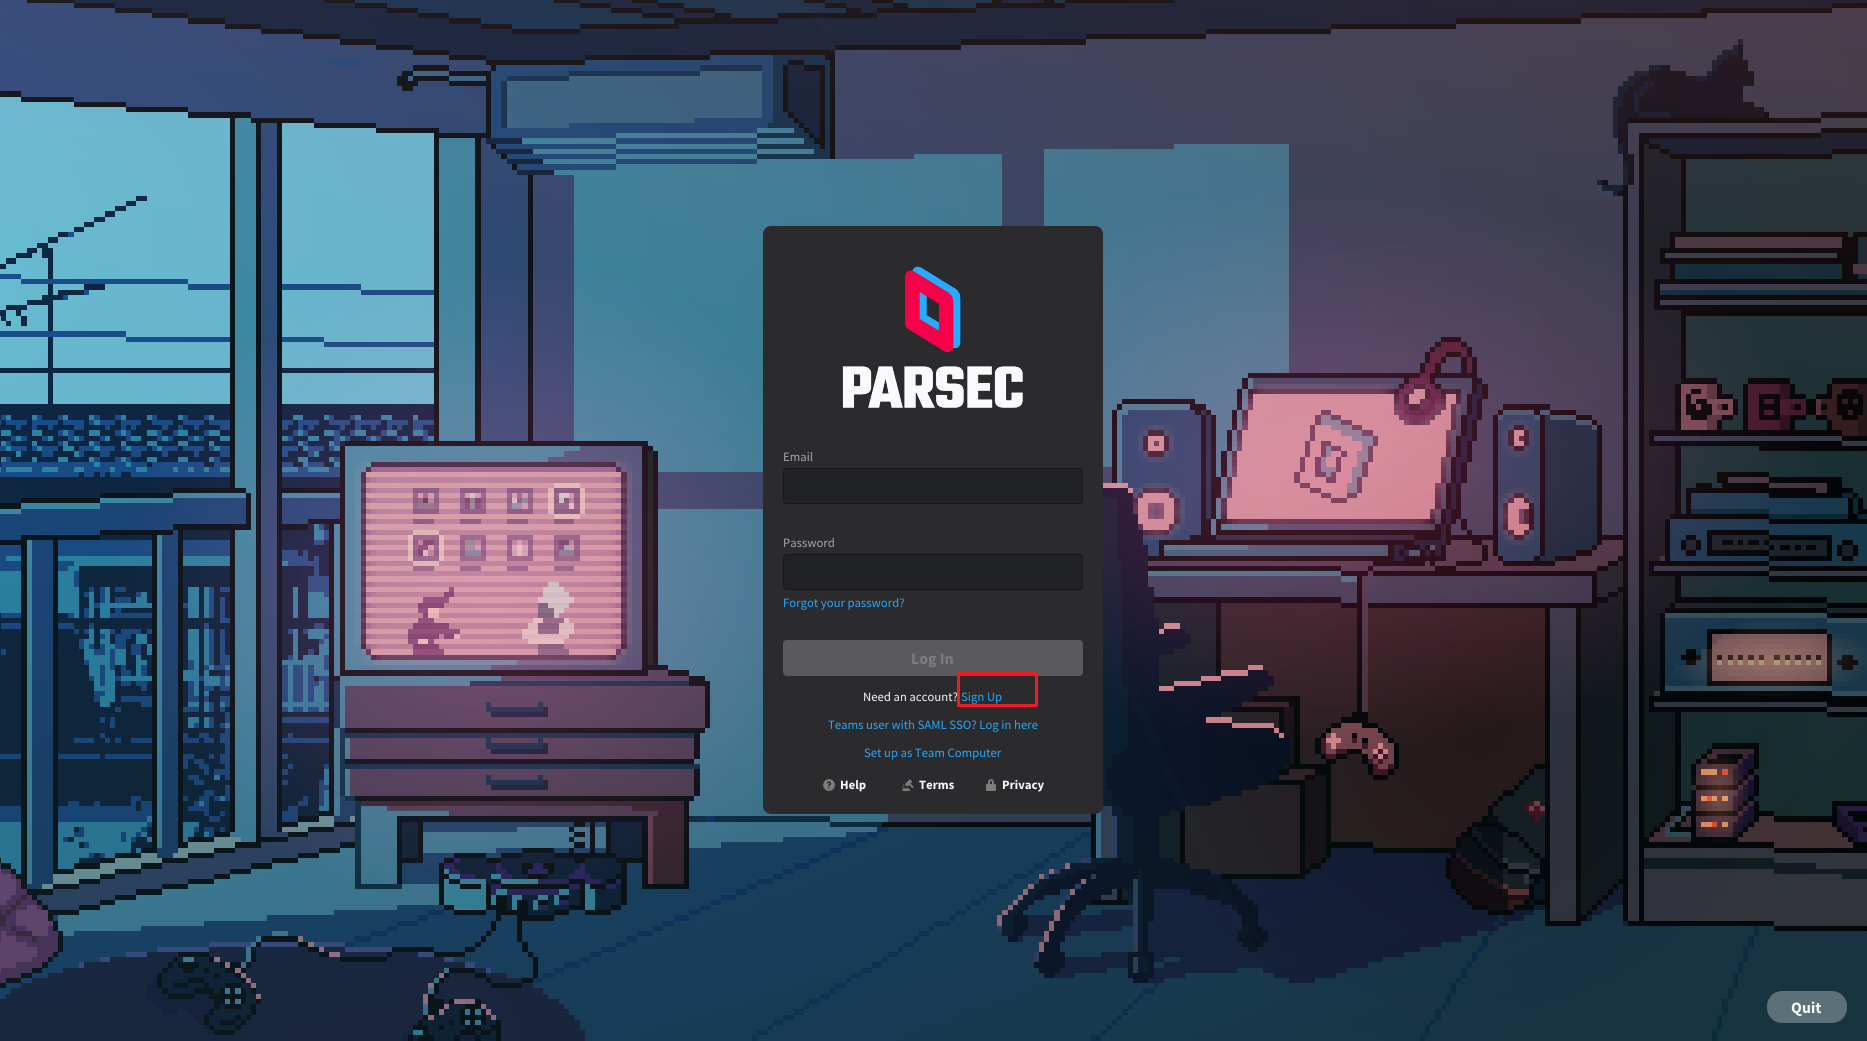 PARSEC
Email
Password
Forgot your password?
Log In
Need an account? Sign Up
Teams user with SAML SSO? Log in here
Set up as Team Computer
Help Terms Privacy
Quit